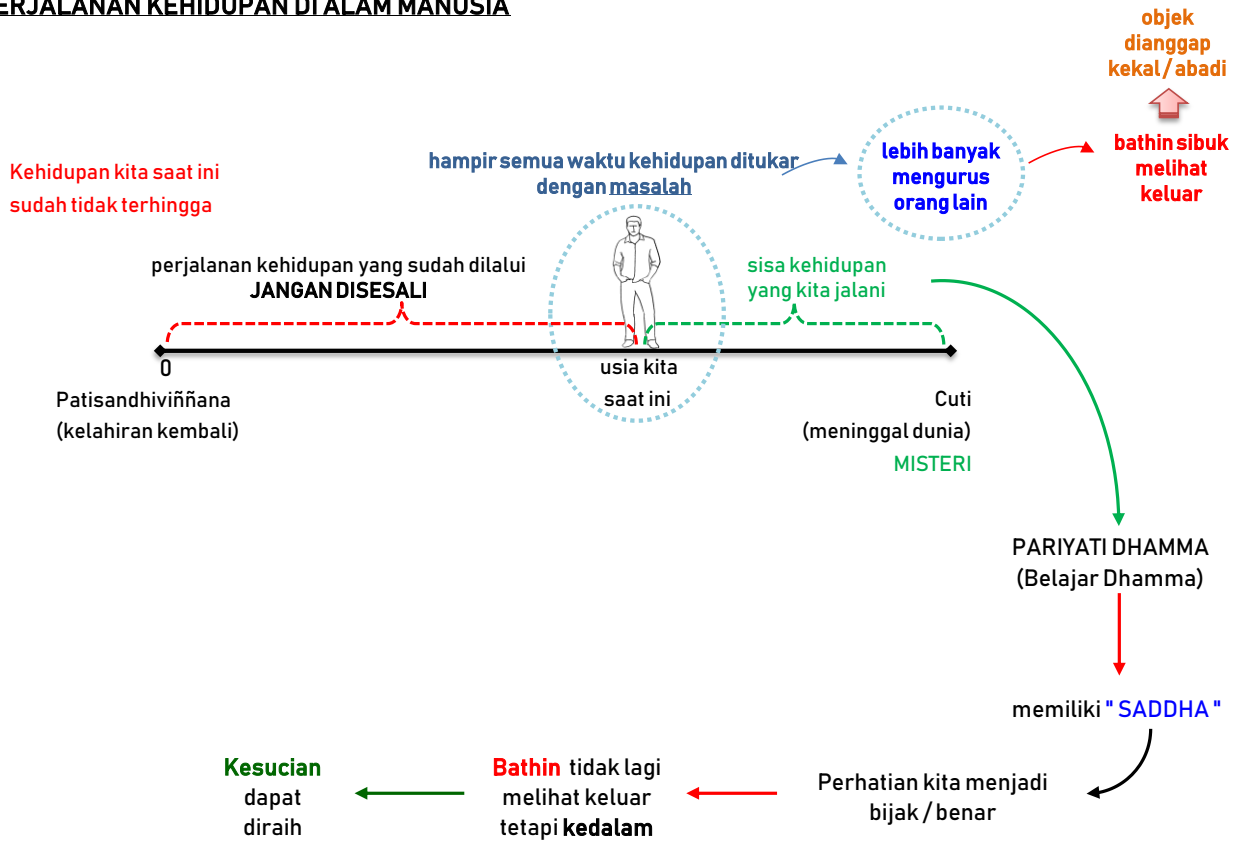 ERJALANAN KEHIDUPAN DI ALAM MANUSIA
objek
dianggap
kekal / abadi
Kehidupan kita saat ini
sudah tidak terhingga
hampir semua waktu kehidupan ditukar
dengan masalah
lebih banyak
mengurus
orang lain
bathin sibuk
melihat
keluar
perjalanan kehidupan yang sudah dilalui
JANGAN DISESALI
sisa kehidupan
yang kita jalani
0
usia kita
saat ini
Patisandhiviññana
(kelahiran kembali)
Cuti
(meninggal dunia)
MISTERI
PARIYATI DHAMMA
(Belajar Dhamma)
memiliki " SADDHA "
Perhatian kita menjadi
bijak / benar
Bathin tidak lagi
melihat keluar
tetapi kedalam
Kesucian
dapat
diraih